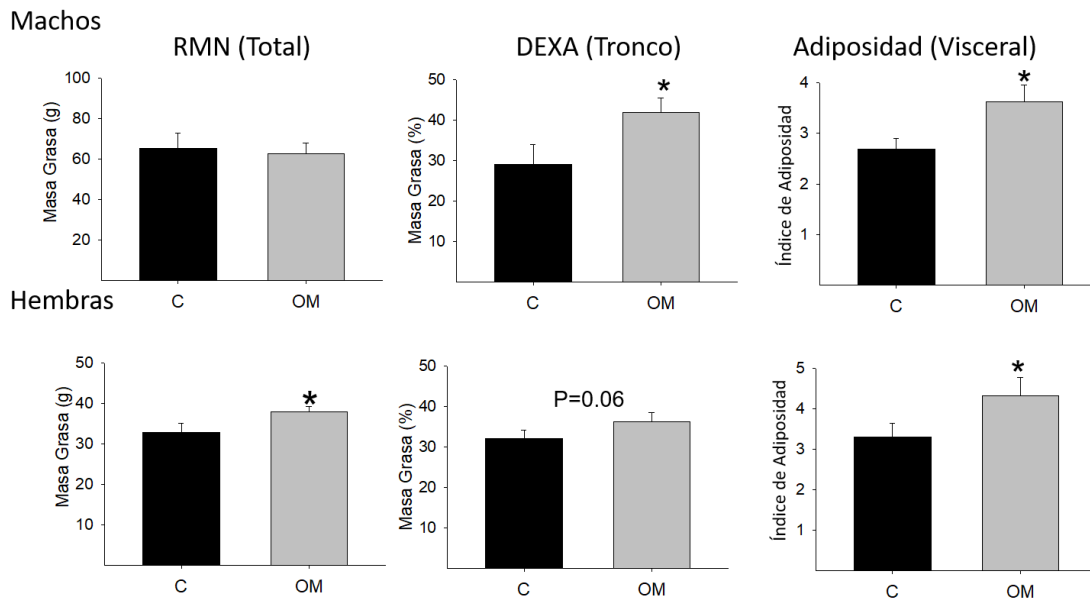 Machos
RMN (Total)
DEXA (Tronco)
Adiposidad (Visceral)
Masa Grasa (g)
100
80
60
40
20
C
OM
Masa Grasa (%)
50
40
30
20
10
*
C
OM
Índice de Adiposidad
4
3
2
1
*
C
OM
Hembras
Masa Grasa (g)
50
40
30
20
10
*
C
OM
Masa Grasa (%)
50
40
30
20
10
P=0.06
C
OM
Índice de Adiposidad
5
4
3
2
1
*
C
OM